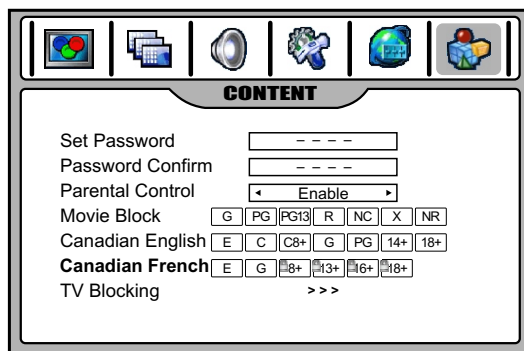 CONTENT
Set Password – – – –
Password Confirm – – – –
Parental Control ◂ Enable ▸
Movie Block G PG PG13 R NC X NR
Canadian English E C C8+ G PG 14+ 18+
Canadian French E G 8+ 13+ 16+ 18+
TV Blocking >>>